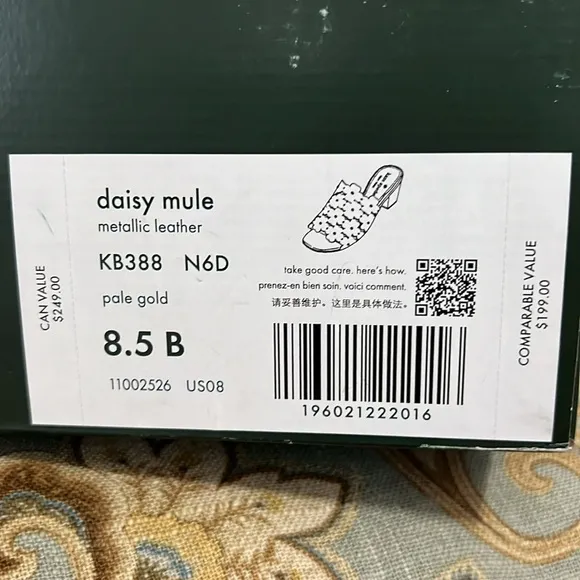 CAN VALUE
$249.00
daisy mule
metallic leather
KB388 N6D
pale gold
8.5 B
11002526 US08
take good care. here's how.
prenez-en bien soin. voici comment.
请妥善维护。这里是具体做法。
196021222016
COMPARABLE VALUE
$199.00